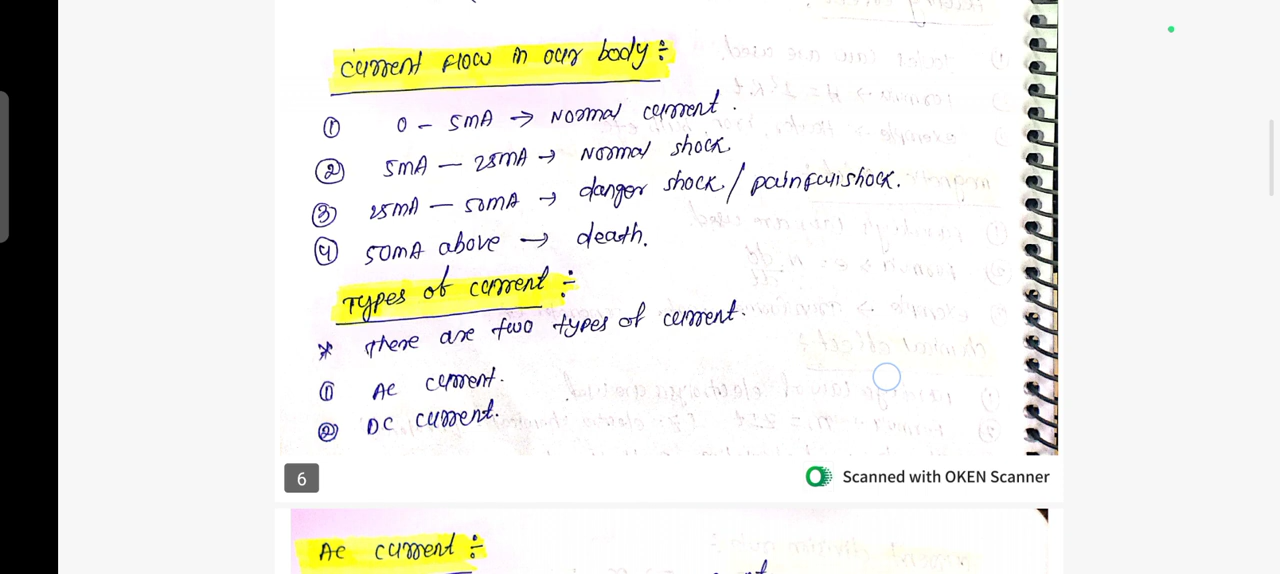 Current flow in our body :-
① 0 - 5mA → Normal current.
② 5mA — 25mA → Normal shock.
③ 25mA — 50mA → danger shock / painfull shock.
④ 50mA above → death.
Types of current :-
* There are two types of current.
① AC current.
② DC current.
6
Scanned with OKEN Scanner
AC current :-